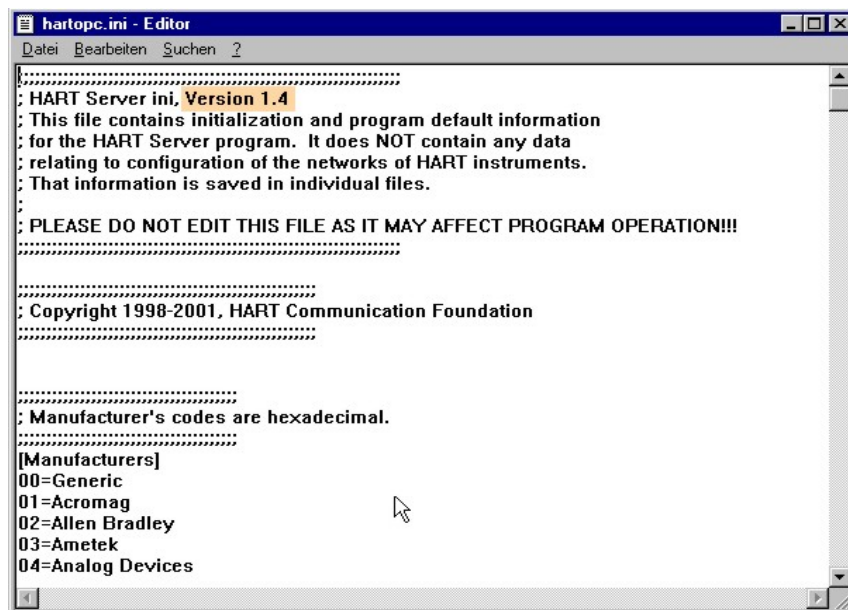 hartopc.ini - Editor
Datei Bearbeiten Suchen ?
;;;;;;;;;;;;;;;;;;;;;;;;;;;;;;;;;;;;;;;;;;;;;;;;;;;;;;;;;;;;;;;;;
; HART Server ini, Version 1.4
; This file contains initialization and program default information
; for the HART Server program.  It does NOT contain any data
; relating to configuration of the networks of HART instruments.
; That information is saved in individual files.
;
; PLEASE DO NOT EDIT THIS FILE AS IT MAY AFFECT PROGRAM OPERATION!!!
;;;;;;;;;;;;;;;;;;;;;;;;;;;;;;;;;;;;;;;;;;;;;;;;;;;;;;;;;;;;;;;;;
;;;;;;;;;;;;;;;;;;;;;;;;;;;;;;;;;;;;;;;;;;;;;;;;;;
; Copyright 1998-2001, HART Communication Foundation
;;;;;;;;;;;;;;;;;;;;;;;;;;;;;;;;;;;;;;;;;;;;;;;;;;
;;;;;;;;;;;;;;;;;;;;;;;;;;;;;;;;;;;;;
; Manufacturer's codes are hexadecimal.
;;;;;;;;;;;;;;;;;;;;;;;;;;;;;;;;;;;;;
[Manufacturers]
00=Generic
01=Acromag
02=Allen Bradley
03=Ametek
04=Analog Devices